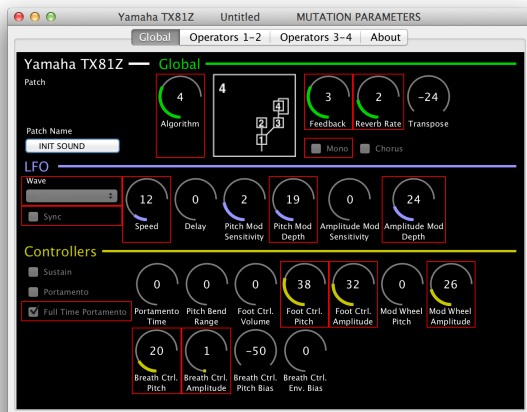 Yamaha TX81Z Untitled MUTATION PARAMETERS
Global Operators 1-2 Operators 3-4 About
Yamaha TX81Z Global
Patch
4
Algorithm
4
4
2 3
1
3
Feedback
2
Reverb Rate
-24
Transpose
Patch Name
INIT SOUND
Mono Chorus
LFO
Wave
Sync
12
Speed
0
Delay
2
Pitch Mod
Sensitivity
19
Pitch Mod
Depth
0
Amplitude Mod
Sensitivity
24
Amplitude Mod
Depth
Controllers
Sustain
Portamento
Full Time Portamento
0
Portamento
Time
0
Pitch Bend
Range
0
Foot Ctrl.
Volume
38
Foot Ctrl.
Pitch
32
Foot Ctrl.
Amplitude
0
Mod Wheel
Pitch
26
Mod Wheel
Amplitude
20
Breath Ctrl.
Pitch
1
Breath Ctrl.
Amplitude
-50
Breath Ctrl.
Pitch Bias
0
Breath Ctrl.
Env. Bias